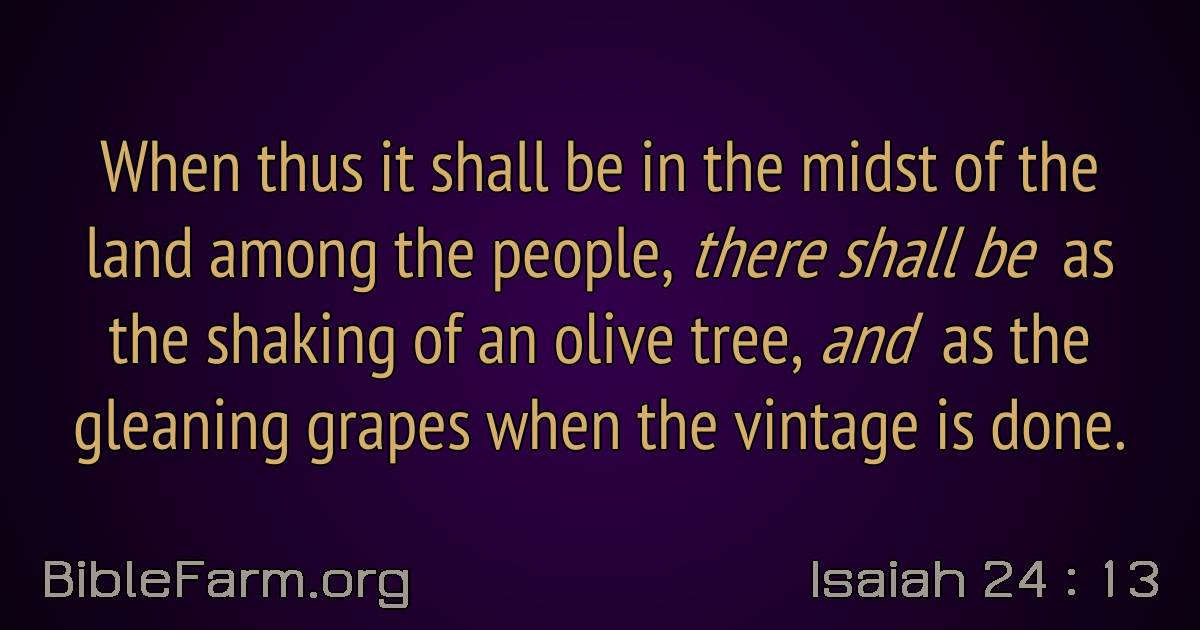 When thus it shall be in the midst of the
land among the people, there shall be as
the shaking of an olive tree, and as the
gleaning grapes when the vintage is done.
BibleFarm.org
Isaiah 24 : 13